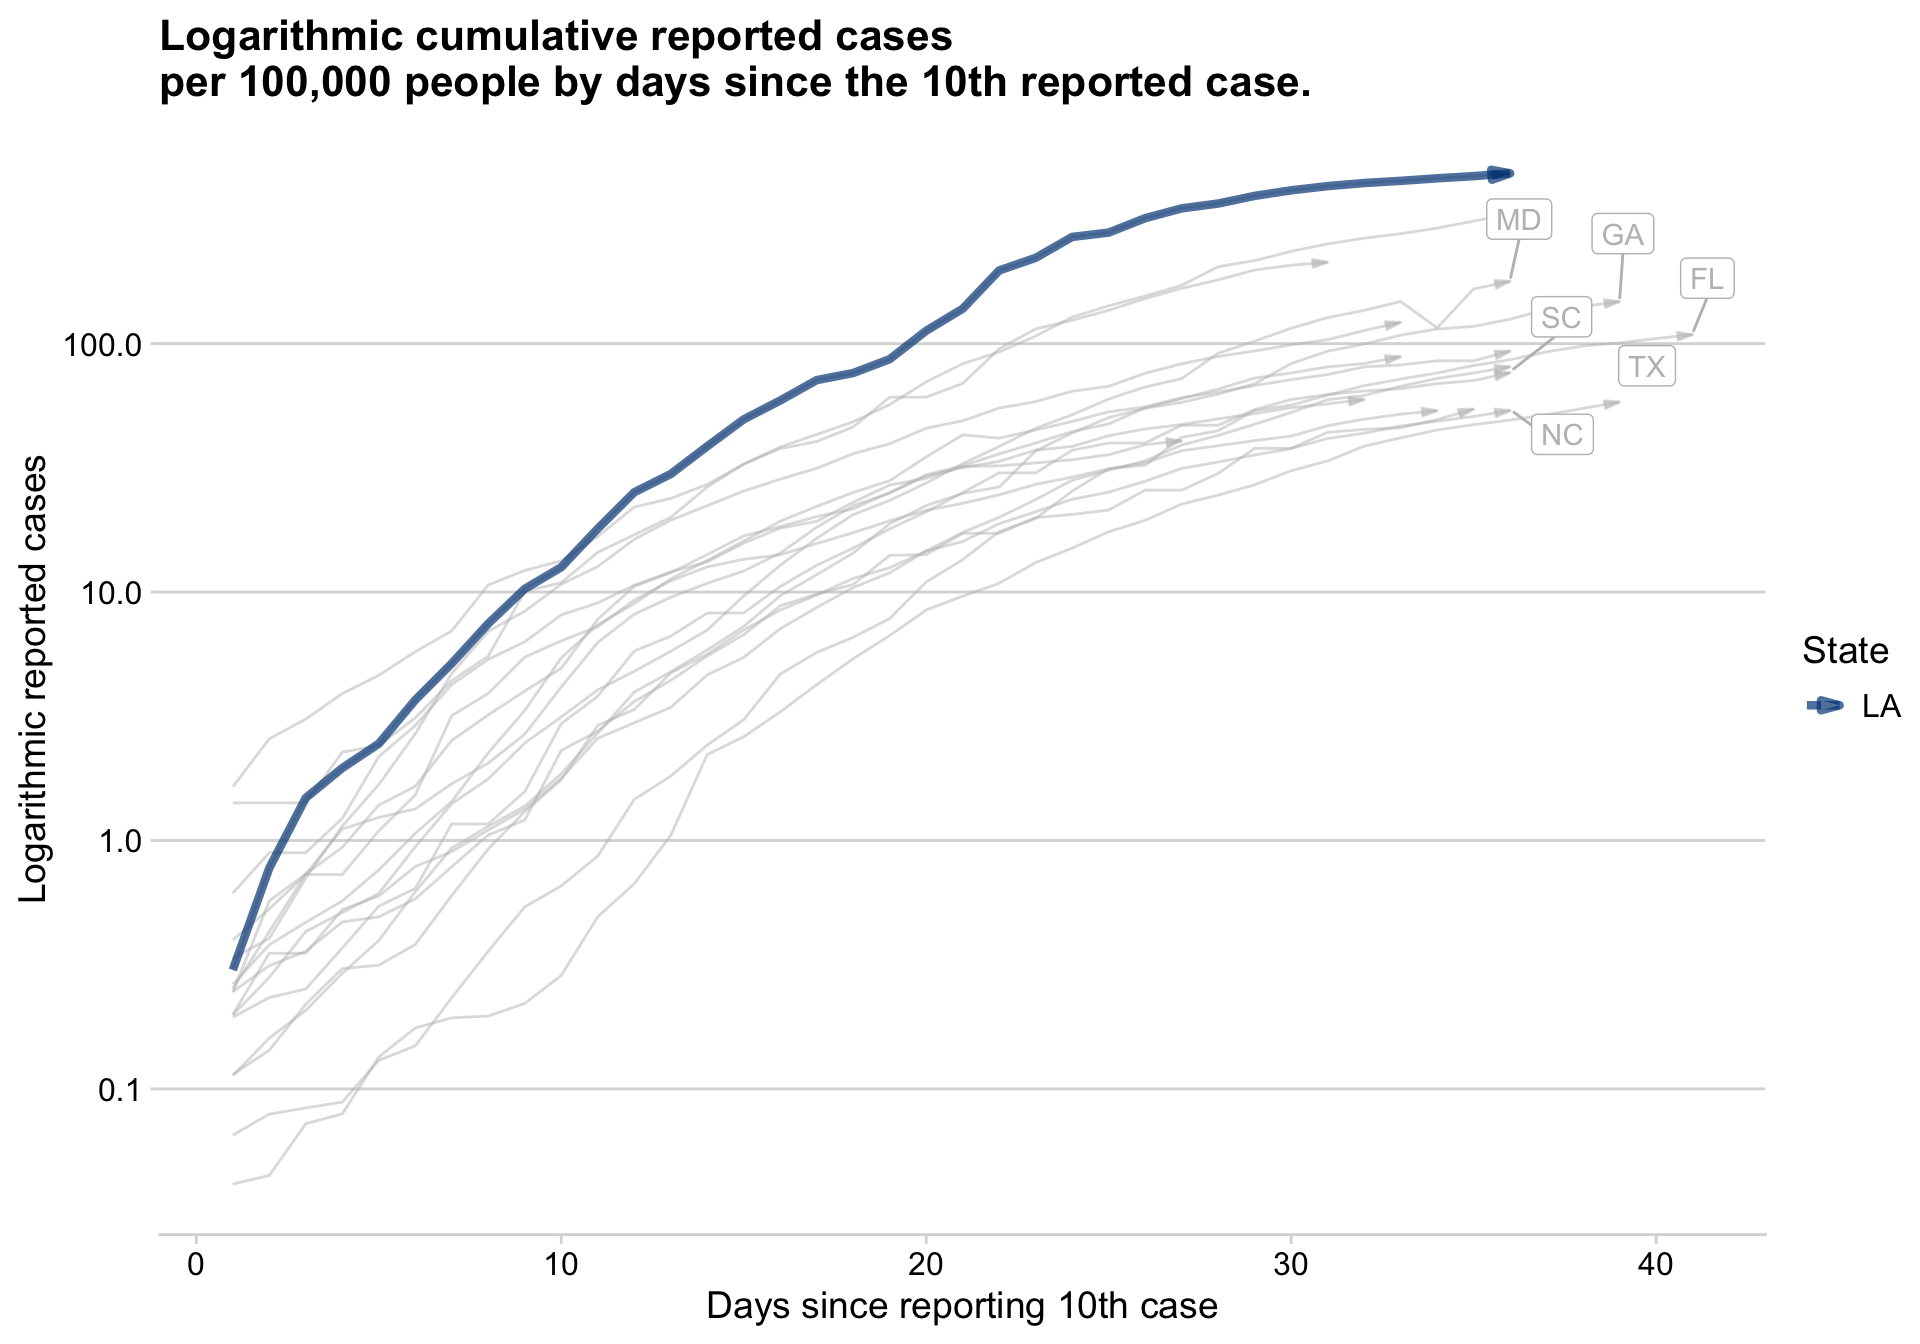 Logarithmic cumulative reported cases
per 100,000 people by days since the 10th reported case.
Logarithmic reported cases
100.0
10.0
1.0
0.1
MD
GA
FL
SC
TX
NC
State
LA
0
10
20
30
40
Days since reporting 10th case